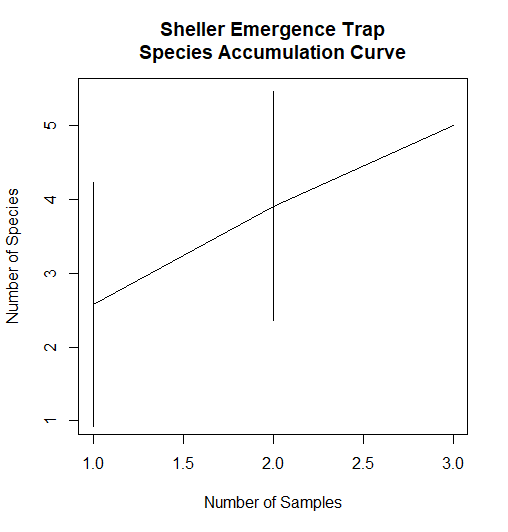 Sheller Emergence Trap
Species Accumulation Curve
Number of Species
5
4
3
2
1
1.0 1.5 2.0 2.5 3.0
Number of Samples